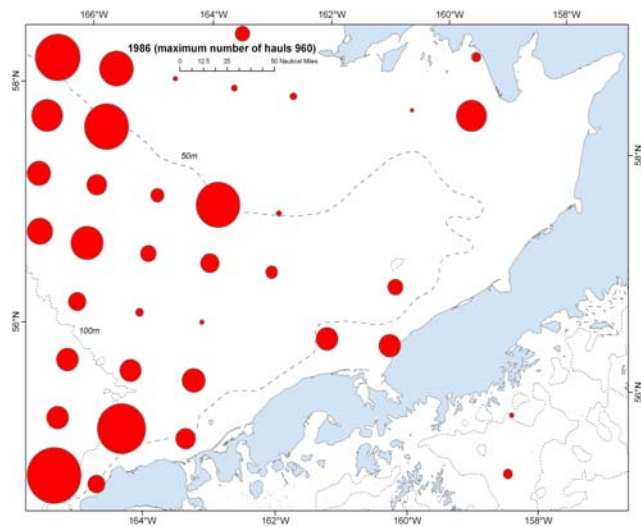 166°W 164°W 162°W 160°W 158°W
1986 (maximum number of hauls 960)
0 12.5 25 50 Nautical Miles
58°N
58°N
50m
56°N
100m
56°N
164°W 162°W 160°W 158°W